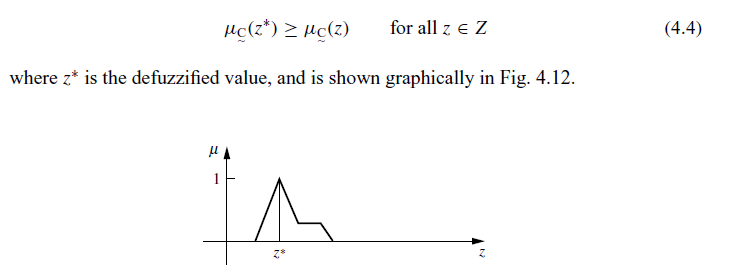 μC̰(z*) ≥ μC̰(z) for all z ∈ Z (4.4)
where z* is the defuzzified value, and is shown graphically in Fig. 4.12.
μ
1
z*
z